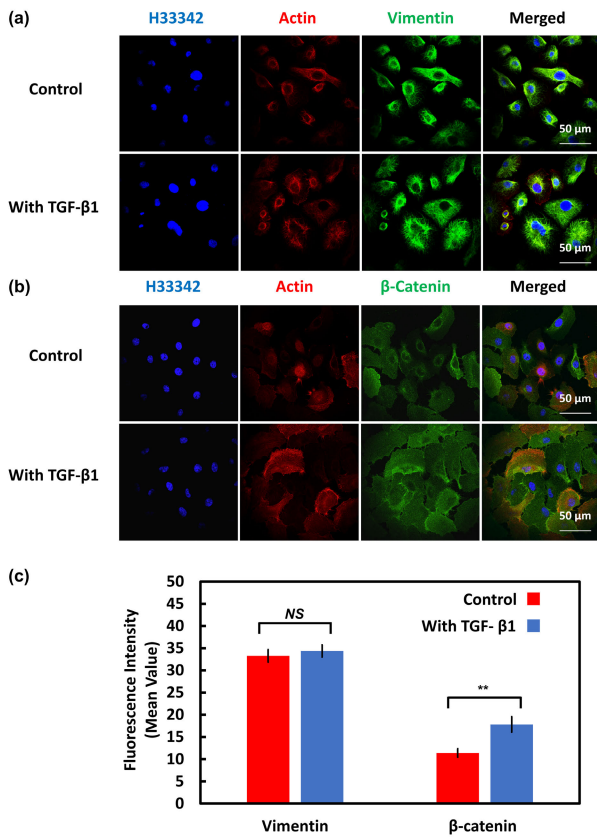 (a)
H33342 Actin Vimentin Merged
Control
50 μm
With TGF-β1
50 μm
(b)
H33342 Actin β-Catenin Merged
Control
50 μm
With TGF-β1
50 μm
(c)
Fluorescence Intensity
(Mean Value)
50
45
40
35
30
25
20
15
10
5
0
NS
**
Control
With TGF- β1
Vimentin β-catenin